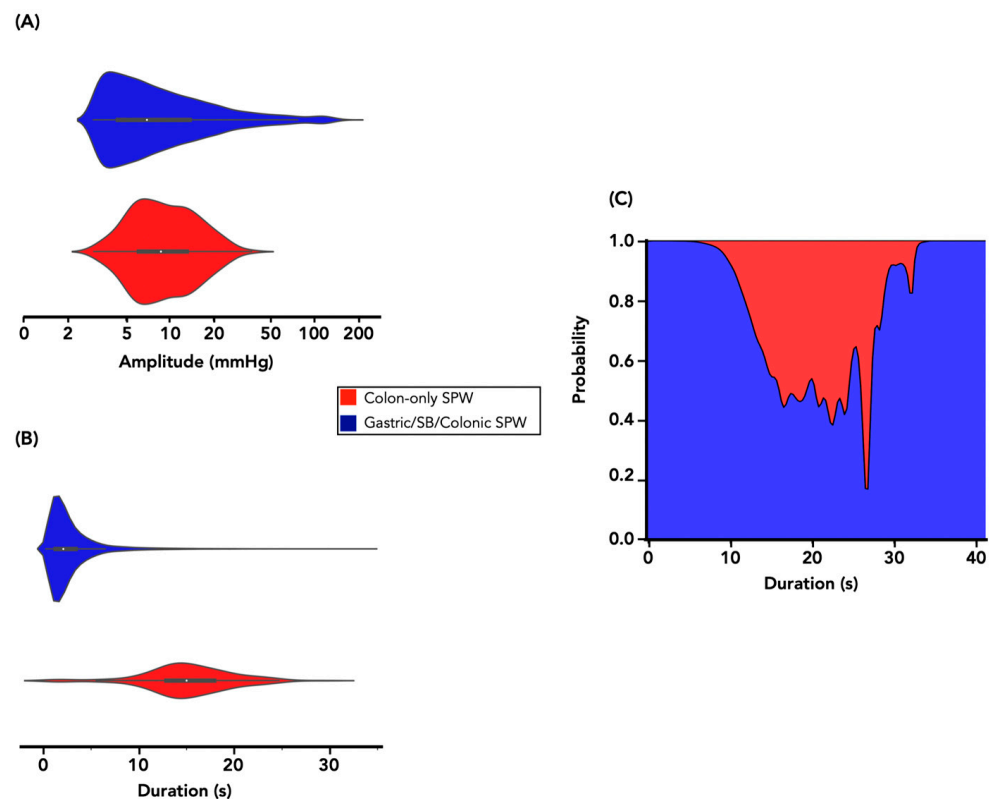 (A)
0 2 5 10 20 50 100 200
Amplitude (mmHg)
Colon-only SPW
Gastric/SB/Colonic SPW
(B)
0 10 20 30
Duration (s)
(C)
1.0
0.8
0.6
0.4
0.2
0.0
Probability
0 10 20 30 40
Duration (s)